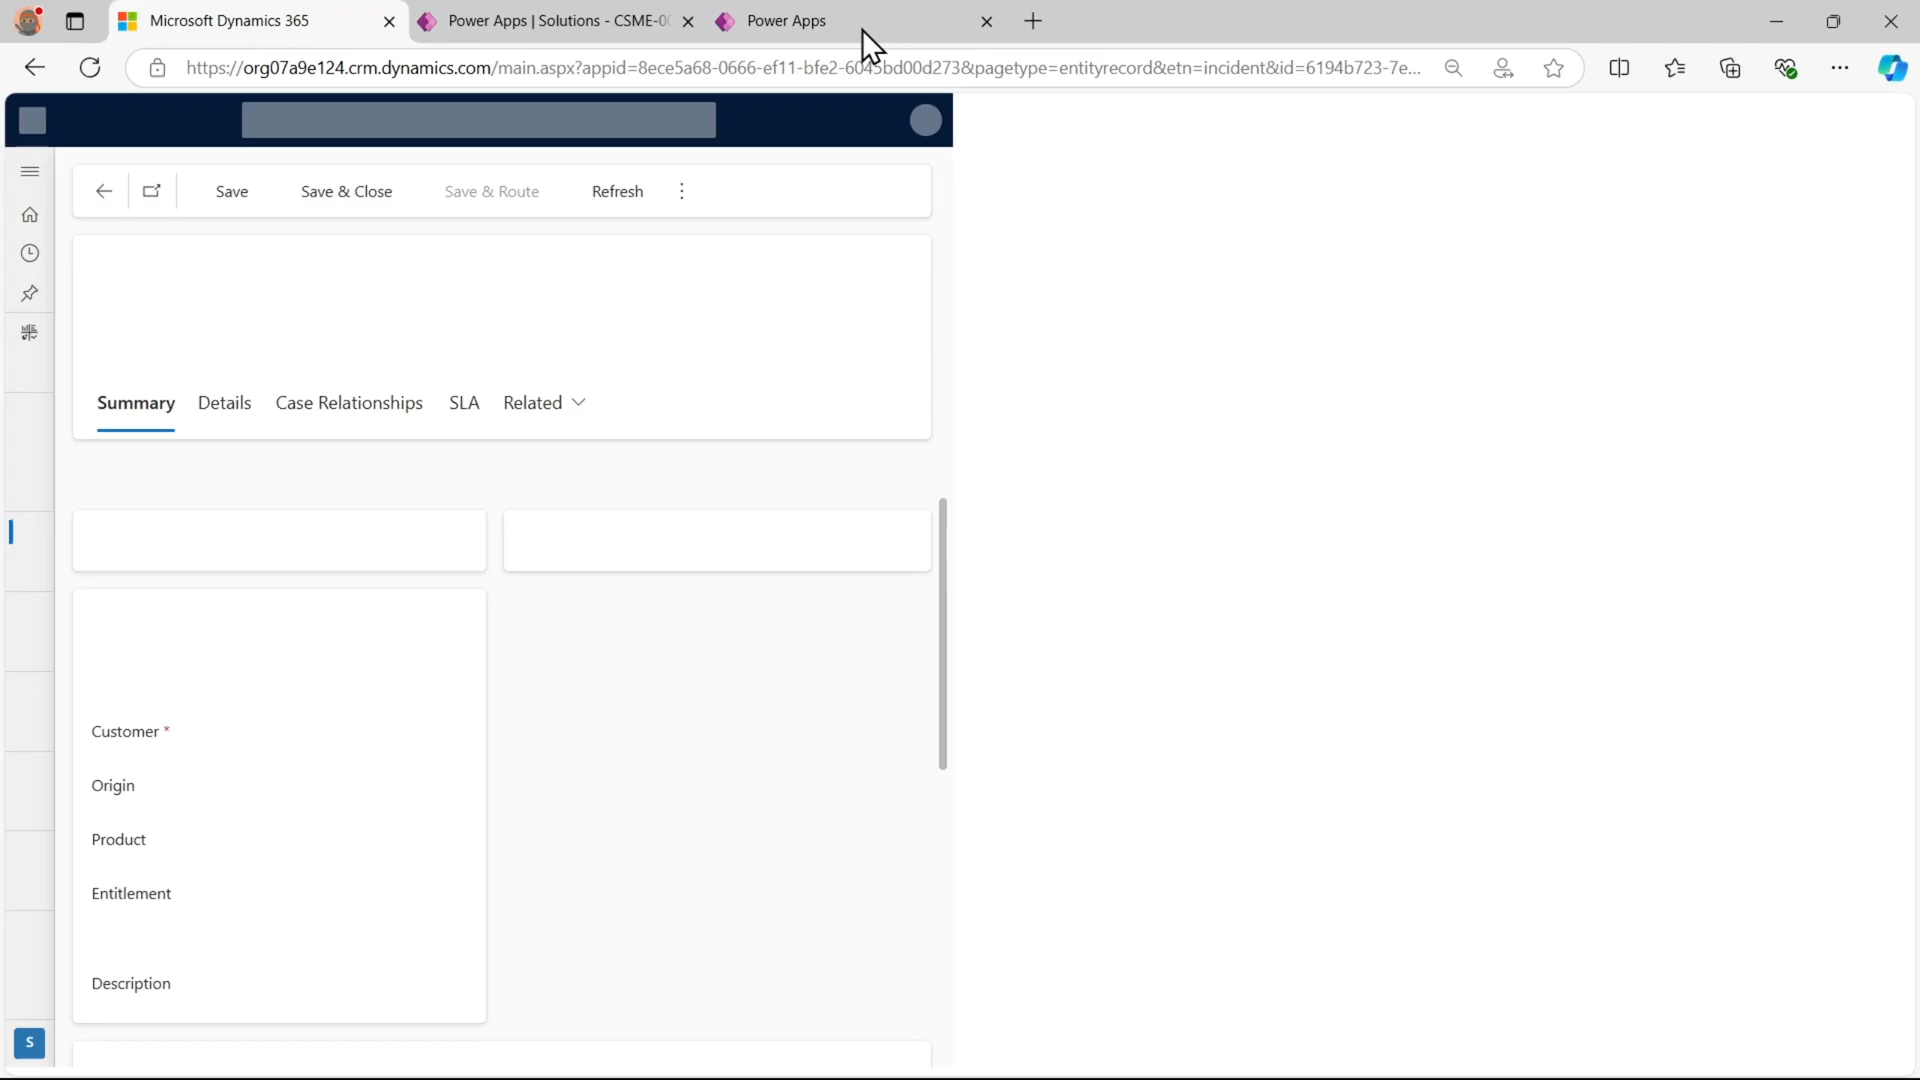 Microsoft Dynamics 365
Power Apps | Solutions - CSME-0
Power Apps
https://org07a9e124.crm.dynamics.com/main.aspx?appid=8ece5a68-0666-ef11-bfe2-6045bd00d273&pagetype=entityrecord&etn=incident&id=6194b723-7e...
Save
Save & Close
Save & Route
Refresh
Summary
Details
Case Relationships
SLA
Related
Customer *
Origin
Product
Entitlement
Description
S